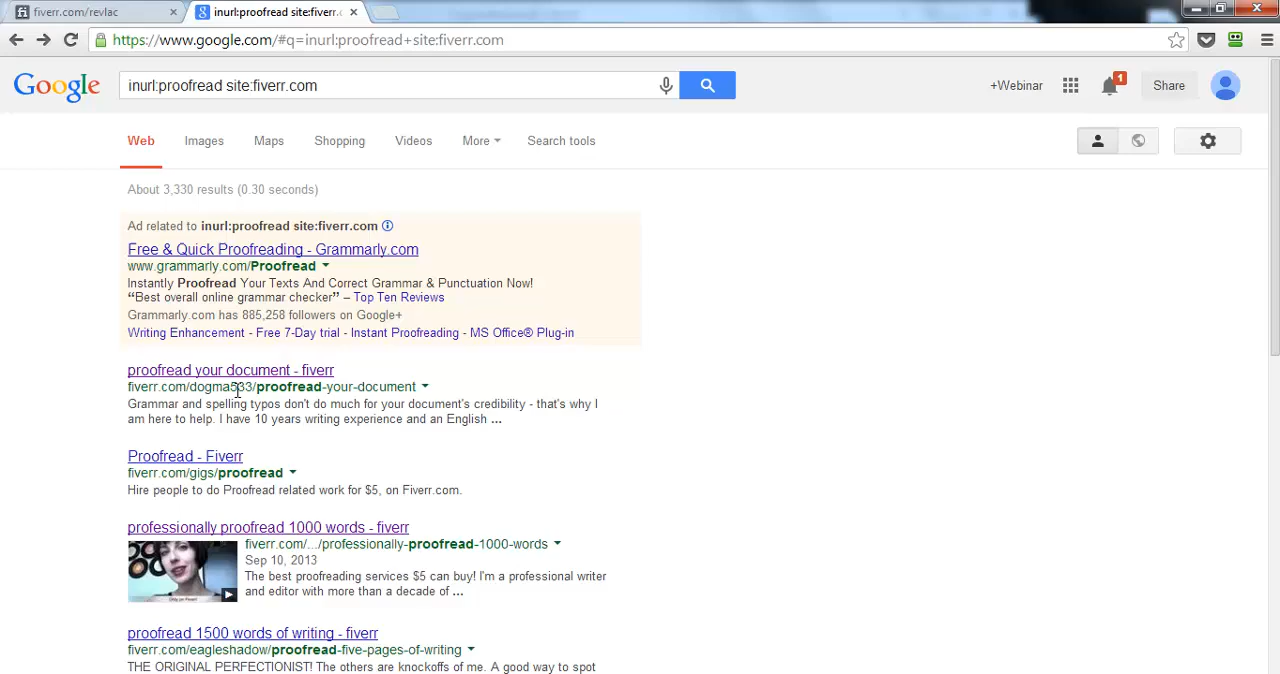 fiverr.com/revlac
inurl:proofread site:fiverr.c
https://www.google.com/#q=inurl:proofread+site:fiverr.com
Google
inurl:proofread site:fiverr.com
+Webinar
1
Share
Web Images Maps Shopping Videos More Search tools
About 3,330 results (0.30 seconds)
Ad related to inurl:proofread site:fiverr.com
Free & Quick Proofreading - Grammarly.com
www.grammarly.com/Proofread
Instantly Proofread Your Texts And Correct Grammar & Punctuation Now!
“Best overall online grammar checker” – Top Ten Reviews
Grammarly.com has 885,258 followers on Google+
Writing Enhancement - Free 7-Day trial - Instant Proofreading - MS Office® Plug-in
proofread your document - fiverr
fiverr.com/dogma533/proofread-your-document
Grammar and spelling typos don't do much for your document's credibility - that's why I
am here to help. I have 10 years writing experience and an English ...
Proofread - Fiverr
fiverr.com/gigs/proofread
Hire people to do Proofread related work for $5, on Fiverr.com.
professionally proofread 1000 words - fiverr
fiverr.com/.../professionally-proofread-1000-words
Sep 10, 2013
The best proofreading services $5 can buy! I'm a professional writer
and editor with more than a decade of ...
proofread 1500 words of writing - fiverr
fiverr.com/eagleshadow/proofread-five-pages-of-writing
THE ORIGINAL PERFECTIONIST! The others are knockoffs of me. A good way to spot